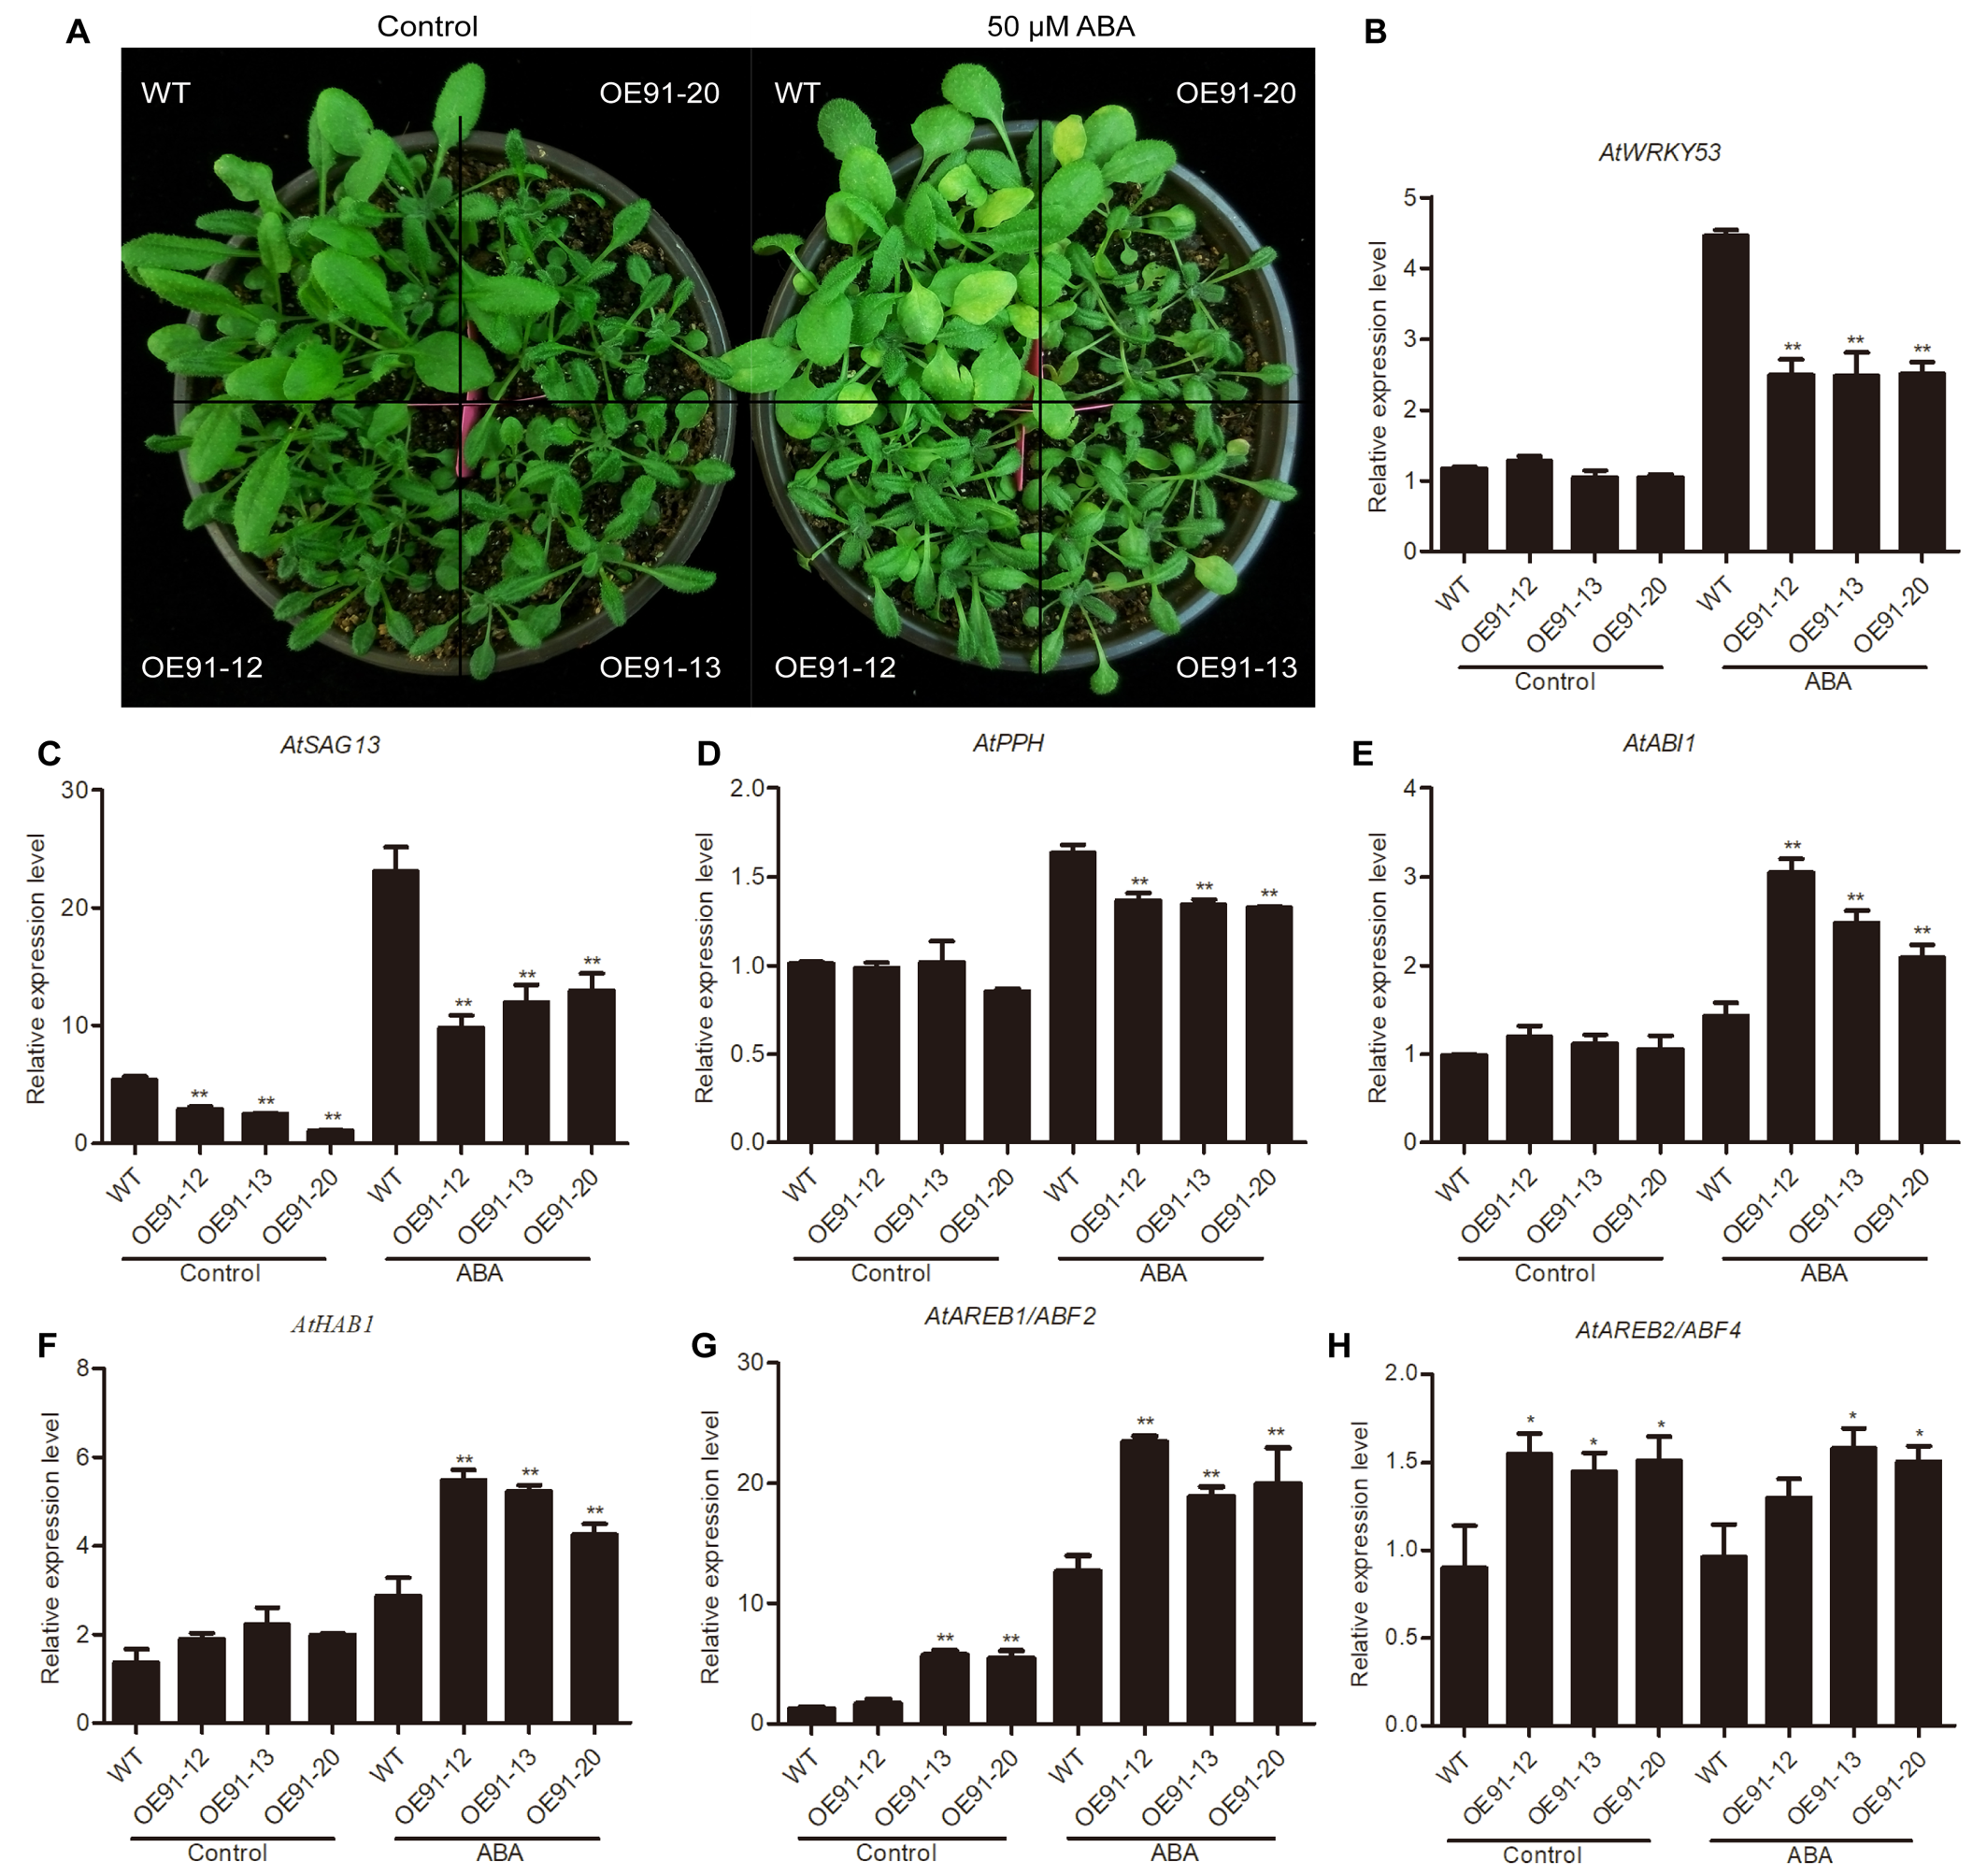 A
Control
50 µM ABA
WT
OE91-20
WT
OE91-20
OE91-12
OE91-13
OE91-12
OE91-13
B
AtWRKY53
Relative expression level
5
4
3
2
1
0
**
**
**
WT
OE91-12
OE91-13
OE91-20
WT
OE91-12
OE91-13
OE91-20
Control
ABA
C
AtSAG13
Relative expression level
30
20
10
0
**
**
**
**
**
**
WT
OE91-12
OE91-13
OE91-20
WT
OE91-12
OE91-13
OE91-20
Control
ABA
D
AtPPH
Relative expression level
2.0
1.5
1.0
0.5
0.0
**
**
**
WT
OE91-12
OE91-13
OE91-20
WT
OE91-12
OE91-13
OE91-20
Control
ABA
E
AtABI1
Relative expression level
4
3
2
1
0
**
**
**
WT
OE91-12
OE91-13
OE91-20
WT
OE91-12
OE91-13
OE91-20
Control
ABA
F
AtHAB1
Relative expression level
8
6
4
2
0
**
**
**
WT
OE91-12
OE91-13
OE91-20
WT
OE91-12
OE91-13
OE91-20
Control
ABA
G
AtAREB1/ABF2
Relative expression level
30
20
10
0
**
**
**
**
**
WT
OE91-12
OE91-13
OE91-20
WT
OE91-12
OE91-13
OE91-20
Control
ABA
H
AtAREB2/ABF4
Relative expression level
2.0
1.5
1.0
0.5
0.0
*
*
*
*
*
WT
OE91-12
OE91-13
OE91-20
WT
OE91-12
OE91-13
OE91-20
Control
ABA